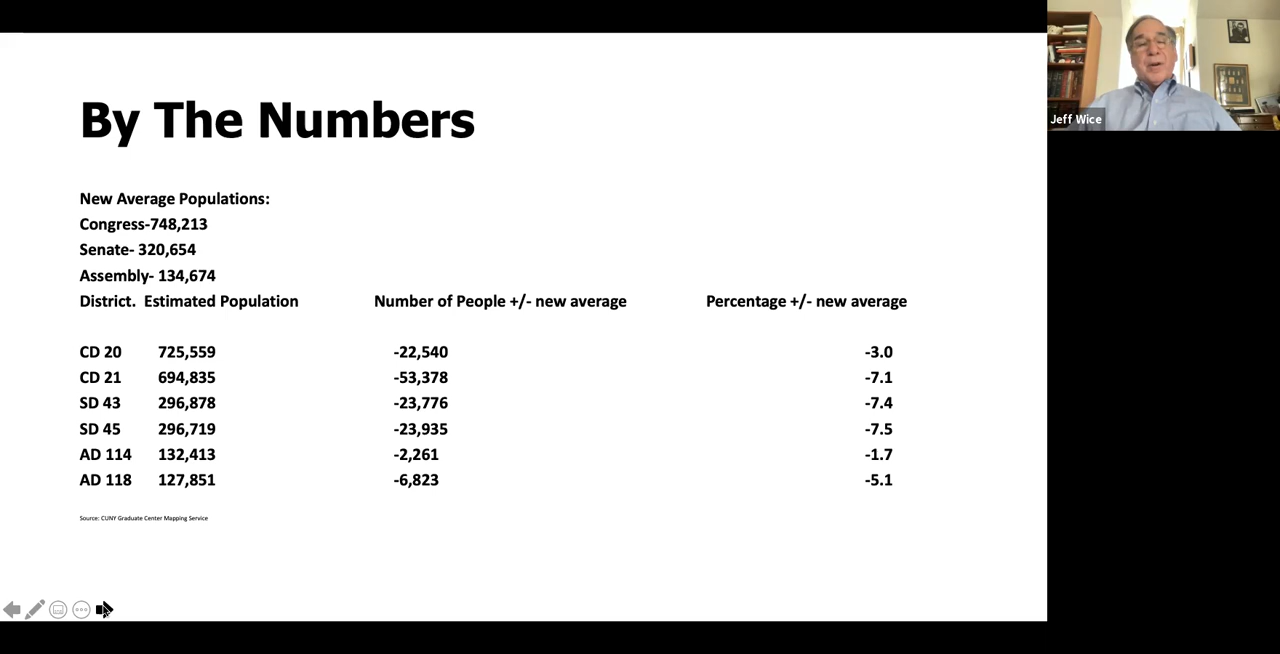 By The Numbers
New Average Populations:
Congress-748,213
Senate- 320,654
Assembly- 134,674
District. Estimated Population Number of People +/- new average Percentage +/- new average
CD 20 725,559 -22,540 -3.0
CD 21 694,835 -53,378 -7.1
SD 43 296,878 -23,776 -7.4
SD 45 296,719 -23,935 -7.5
AD 114 132,413 -2,261 -1.7
AD 118 127,851 -6,823 -5.1
Source: CUNY Graduate Center Mapping Service
Jeff Wice